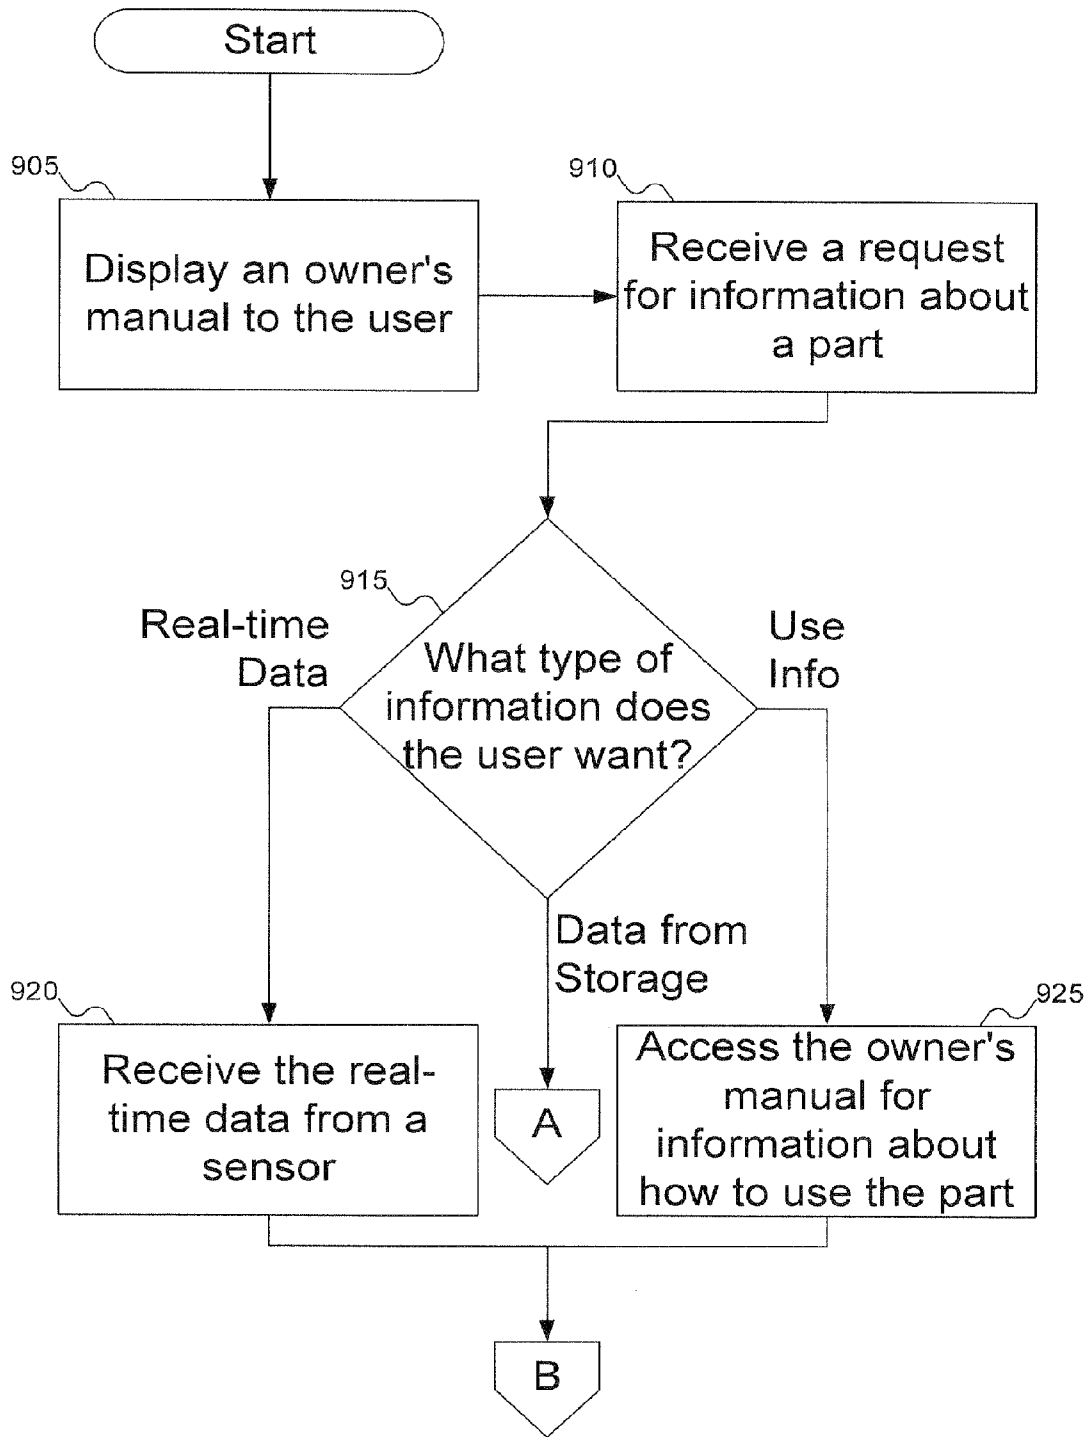 Start
905
Display an owner's
manual to the user
910
Receive a request
for information about
a part
915
Real-time
Data
What type of
information does
the user want?
Use
Info
Data from
Storage
920
Receive the real-
time data from a
sensor
A
925
Access the owner's
manual for
information about
how to use the part
B